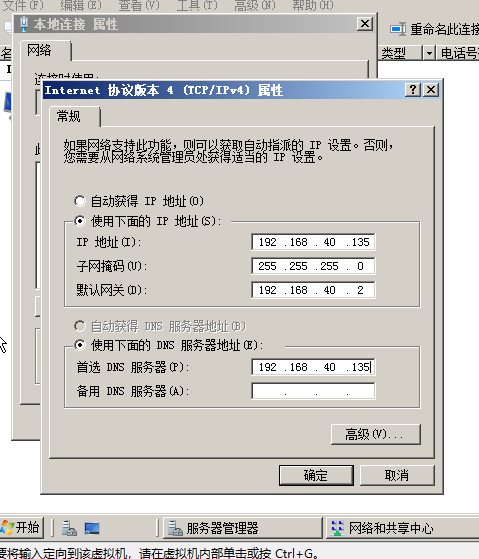 文件(F) 编辑(E) 查看(V) 工具(T) 高级(N) 帮助(H)
本地连接 属性
重命名此连接
网络
类型
连接时使用:
Internet 协议版本 4 (TCP/IPv4) 属性
常规
如果网络支持此功能，则可以获取自动指派的 IP 设置。否则，
您需要从网络系统管理员处获得适当的 IP 设置。
自动获得 IP 地址(O)
使用下面的 IP 地址(S):
IP 地址(I): 192 .168 . 40 .135
子网掩码(U): 255 .255 .255 . 0
默认网关(D): 192 .168 . 40 . 2
自动获得 DNS 服务器地址(B)
使用下面的 DNS 服务器地址(E):
首选 DNS 服务器(P): 192 .168 . 40 .135
备用 DNS 服务器(A): . . .
高级(V)...
确定 取消
开始 服务器管理器 网络和共享中心
要将输入定向到该虚拟机，请在虚拟机内部单击或按 Ctrl+G。